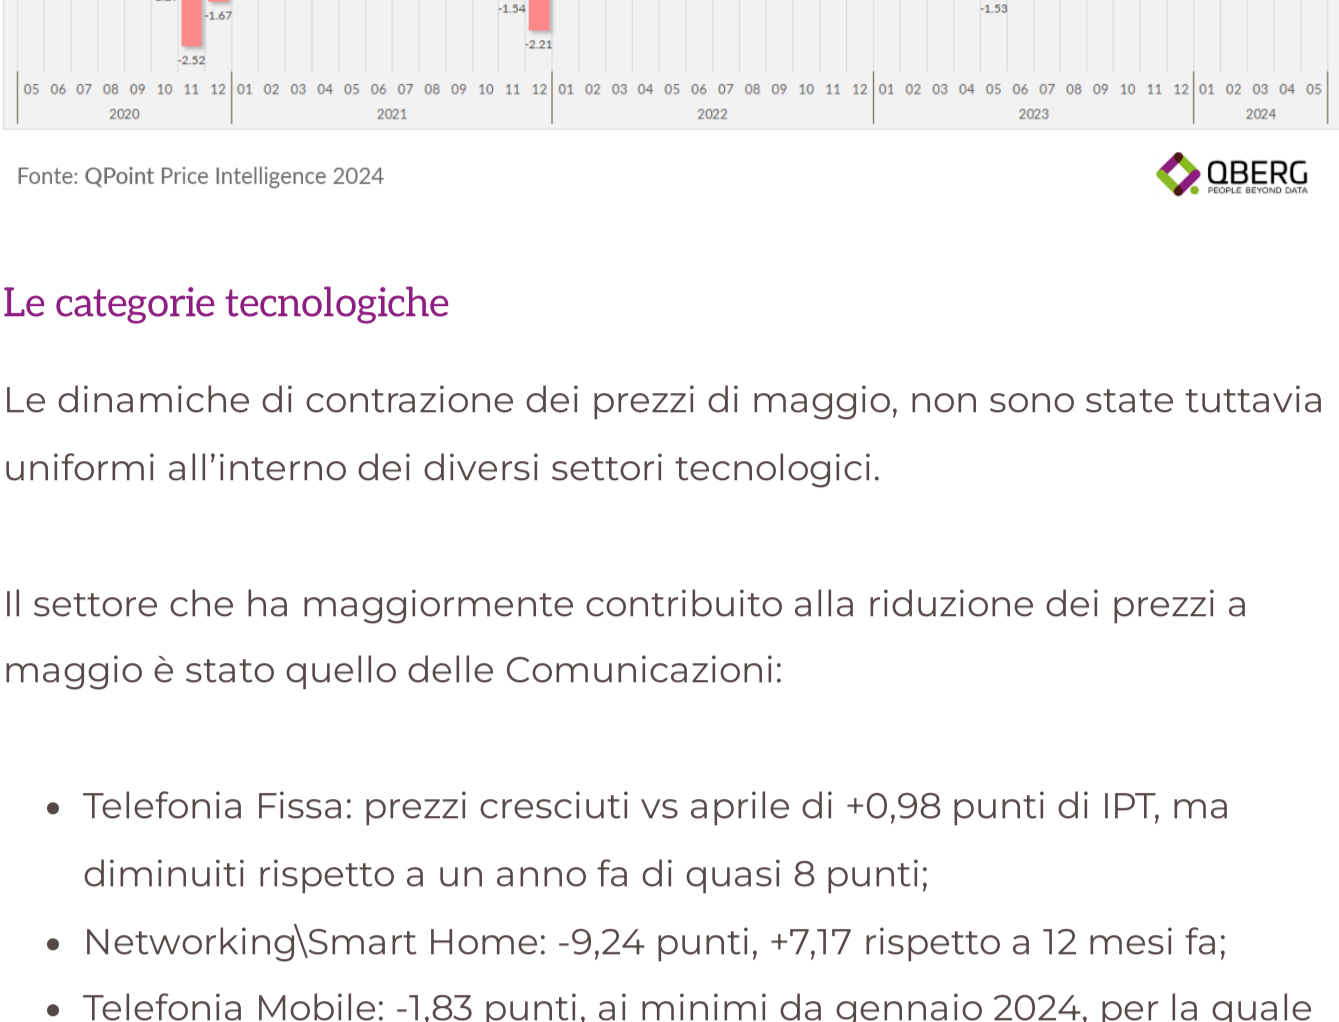 -1.67
-1.54
-1.53
-2.21
-2.52
05 06 07 08 09 10 11 12 01 02 03 04 05 06 07 08 09 10 11 12 01 02 03 04 05 06 07 08 09 10 11 12 01 02 03 04 05 06 07 08 09 10 11 12 01 02 03 04 05
2020 2021 2022 2023 2024
Fonte: QPoint Price Intelligence 2024
QBERG
PEOPLE BEYOND DATA
Le categorie tecnologiche
Le dinamiche di contrazione dei prezzi di maggio, non sono state tuttavia
uniformi all’interno dei diversi settori tecnologici.
Il settore che ha maggiormente contribuito alla riduzione dei prezzi a
maggio è stato quello delle Comunicazioni:
• Telefonia Fissa: prezzi cresciuti vs aprile di +0,98 punti di IPT, ma
diminuiti rispetto a un anno fa di quasi 8 punti;
• Networking\Smart Home: -9,24 punti, +7,17 rispetto a 12 mesi fa;
• Telefonia Mobile: -1,83 punti, ai minimi da gennaio 2024, per la quale